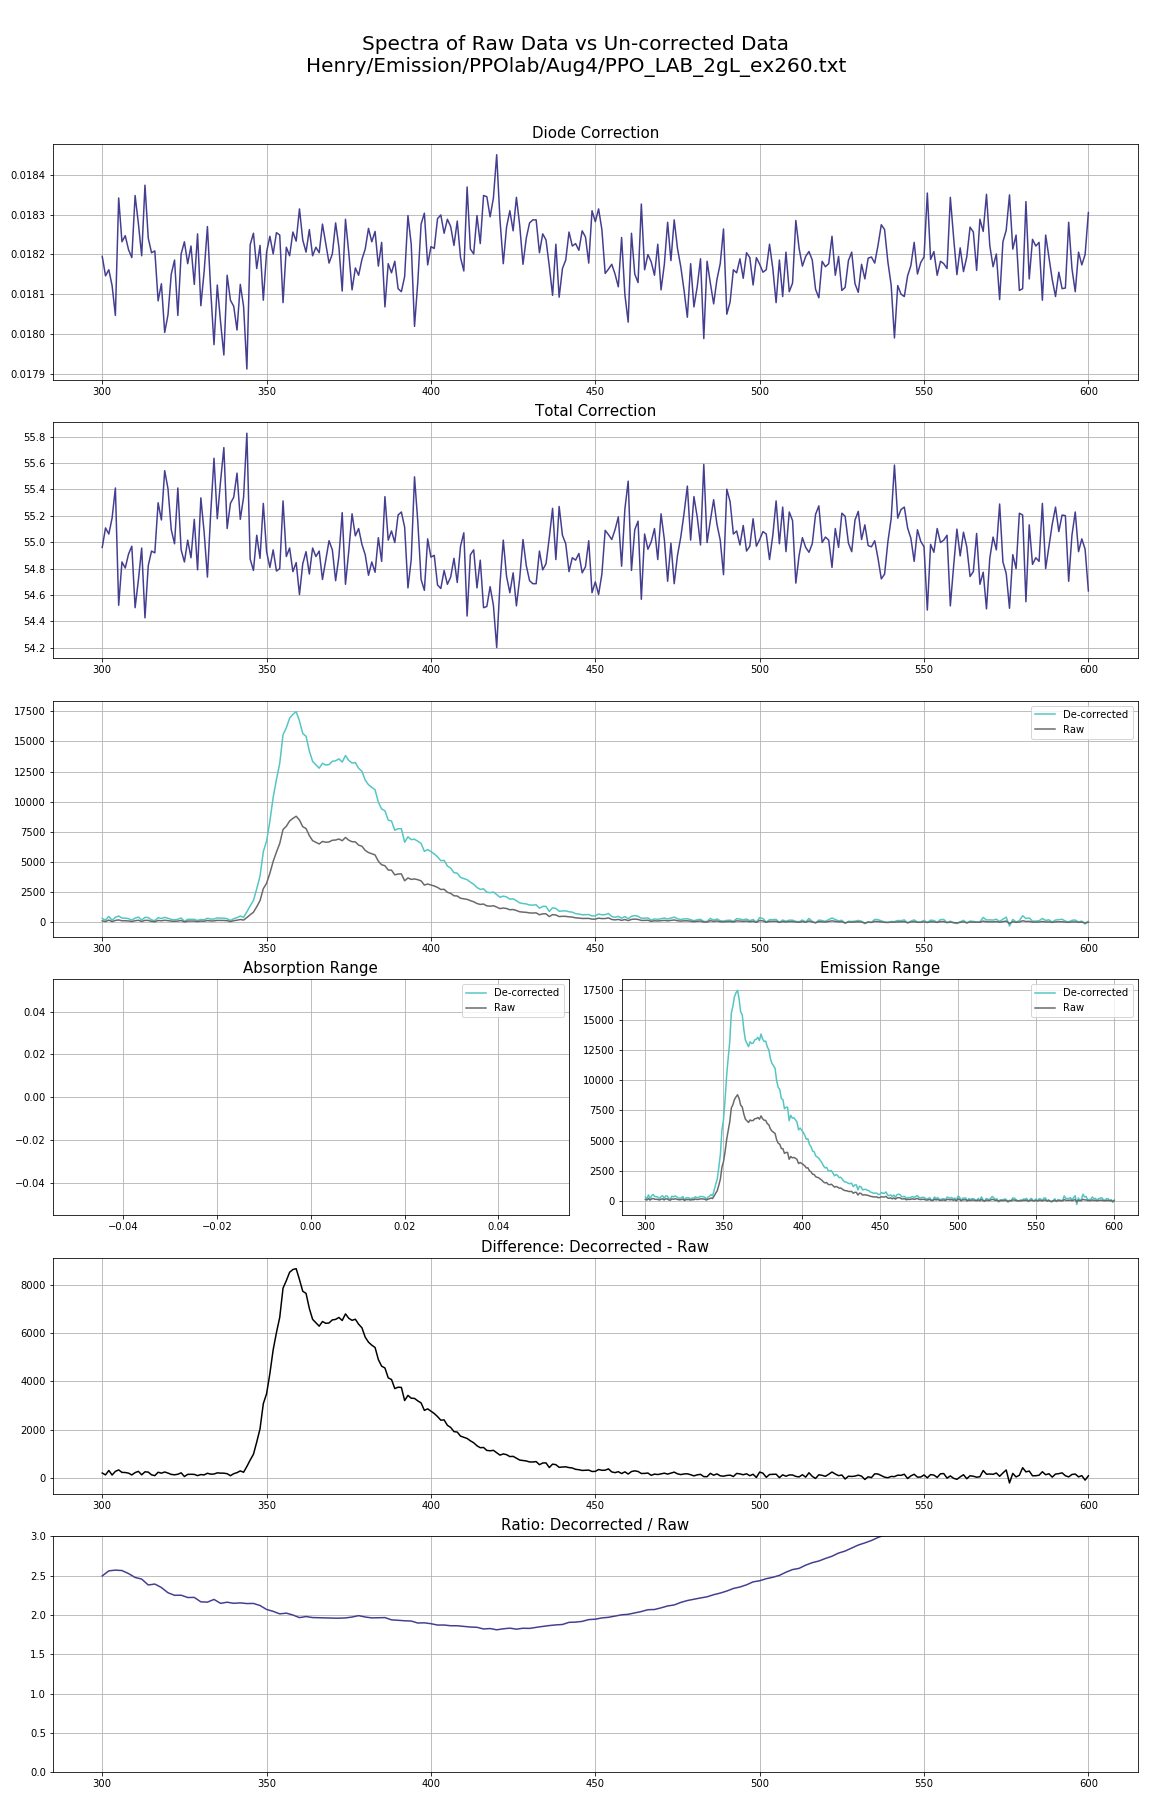 Spectra of Raw Data vs Un-corrected Data
Henry/Emission/PPOlab/Aug4/PPO_LAB_2gL_ex260.txt
Diode Correction
0.0184
0.0183
0.0182
0.0181
0.0180
0.0179
300 350 400 450 500 550 600
Total Correction
55.8
55.6
55.4
55.2
55.0
54.8
54.6
54.4
54.2
300 350 400 450 500 550 600
17500
15000
12500
10000
7500
5000
2500
0
De-corrected
Raw
300 350 400 450 500 550 600
Absorption Range
0.04
0.02
0.00
−0.02
−0.04
De-corrected
Raw
−0.04 −0.02 0.00 0.02 0.04
Emission Range
17500
15000
12500
10000
7500
5000
2500
0
De-corrected
Raw
300 350 400 450 500 550 600
Difference: Decorrected - Raw
8000
6000
4000
2000
0
300 350 400 450 500 550 600
Ratio: Decorrected / Raw
3.0
2.5
2.0
1.5
1.0
0.5
0.0
300 350 400 450 500 550 600